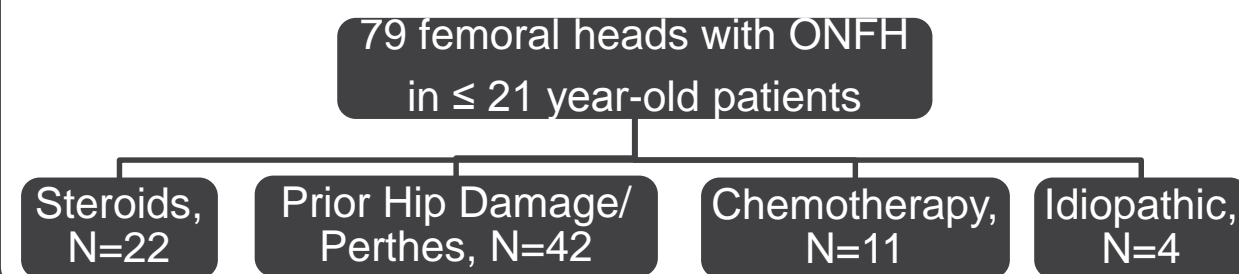 79 femoral heads with ONFH
in ≤ 21 year-old patients
Steroids,
N=22
Prior Hip Damage/
Perthes, N=42
Chemotherapy,
N=11
Idiopathic,
N=4